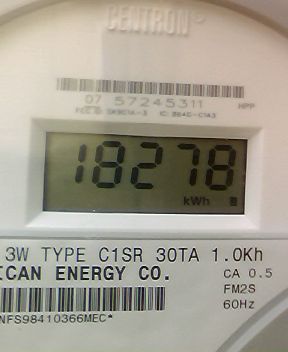 CENTRON
07 57245311 HPP
18278
kWh
3W TYPE C1SR 30TA 1.0Kh
ICAN ENERGY CO. CA 0.5
FM2S
60Hz
NFS98410366MEC*